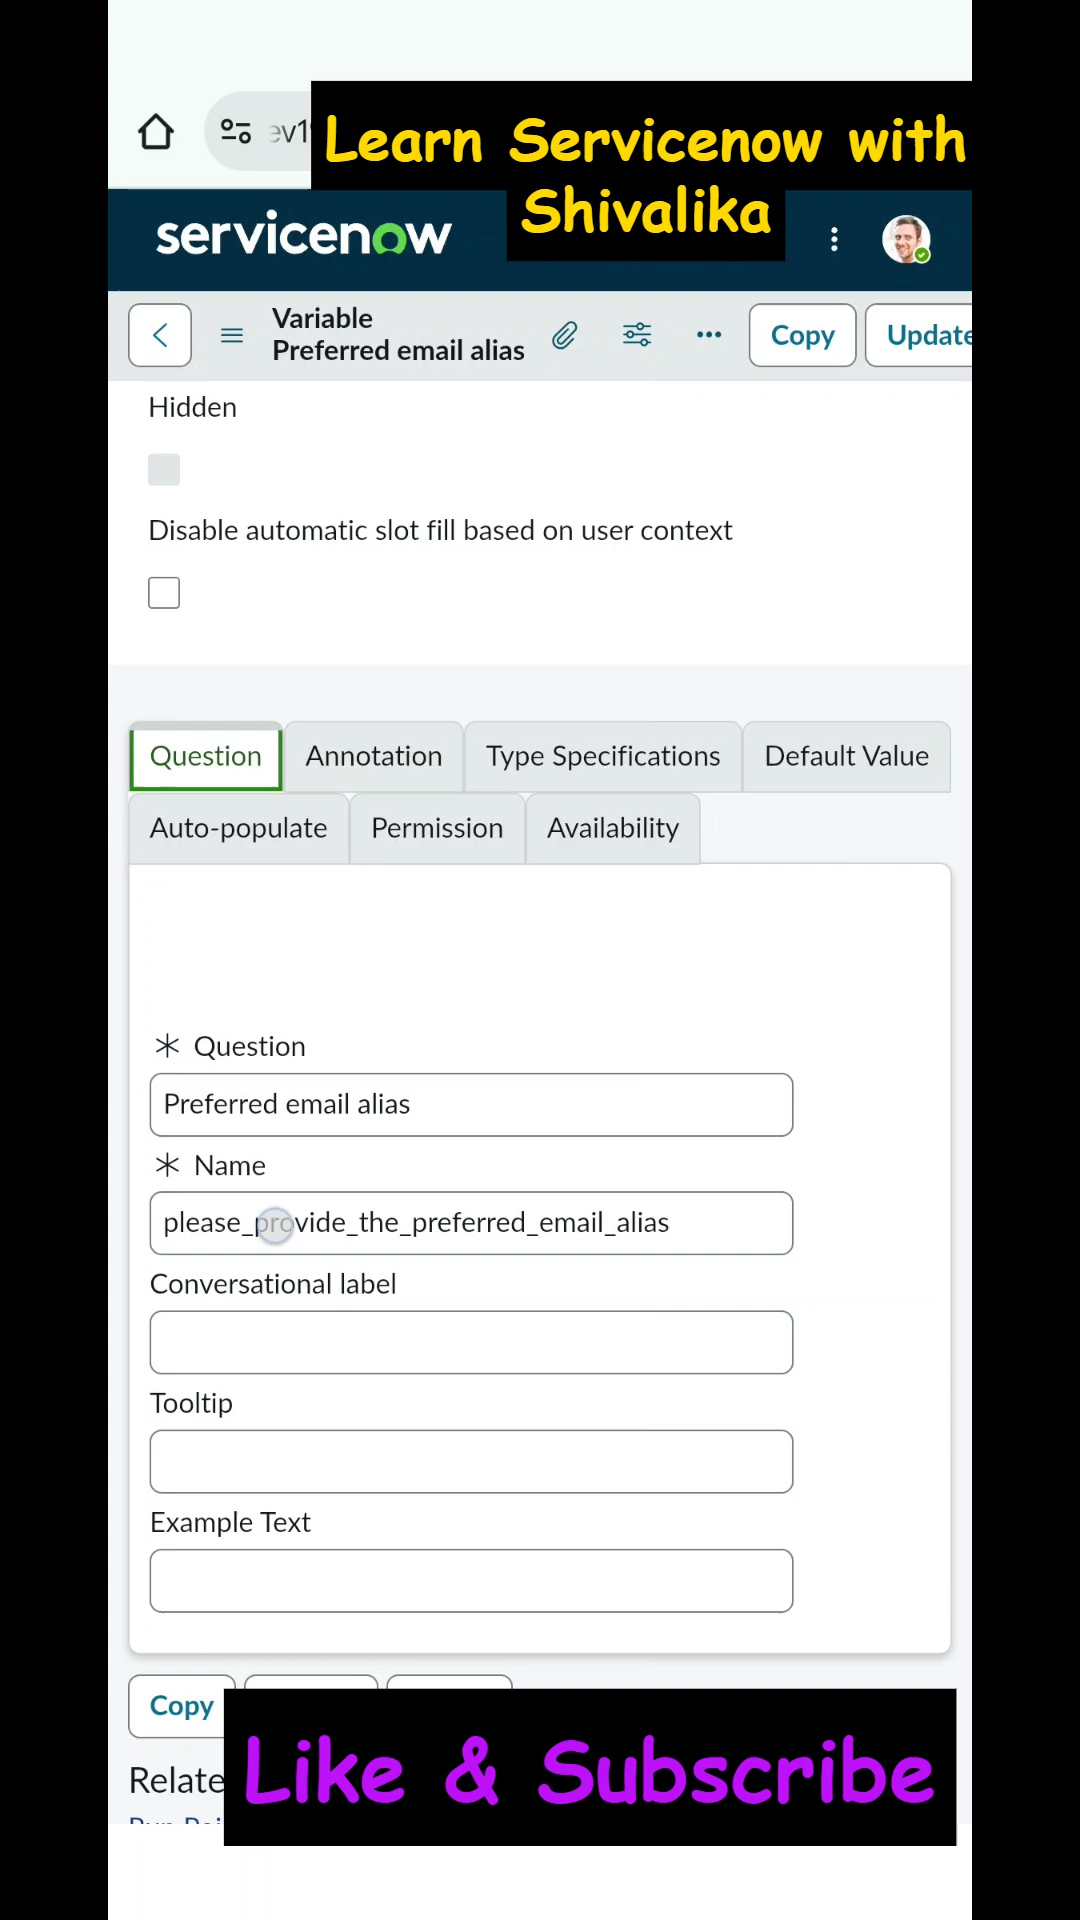 ev1
Learn Servicenow with
Shivalika
servicenow
Variable
Preferred email alias
Copy
Update
Hidden
Disable automatic slot fill based on user context
Question
Annotation
Type Specifications
Default Value
Auto-populate
Permission
Availability
* Question
Preferred email alias
* Name
please_provide_the_preferred_email_alias
Conversational label
Tooltip
Example Text
Copy
Relate
Like & Subscribe